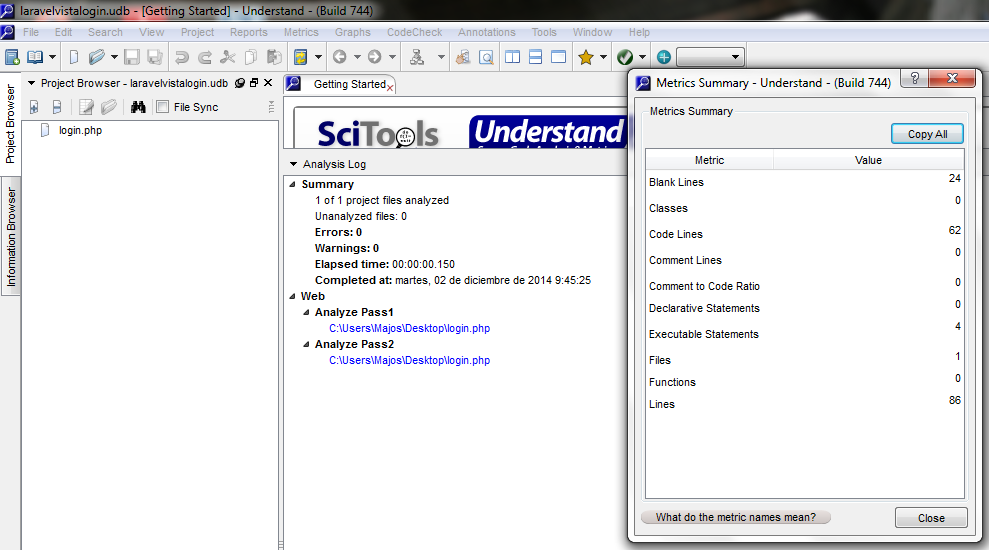 laravelvistalogin.udb - [Getting Started] - Understand - (Build 744)
File Edit Search View Project Reports Metrics Graphs CodeCheck Annotations Tools Window Help
Project Browser
Information Browser
Project Browser - laravelvistalogin.udb
File Sync
login.php
Getting Started
SciTools
Understand
Analysis Log
Summary
1 of 1 project files analyzed
Unanalyzed files: 0
Errors: 0
Warnings: 0
Elapsed time: 00:00:00.150
Completed at: martes, 02 de diciembre de 2014 9:45:25
Web
Analyze Pass1
C:\Users\Majos\Desktop\login.php
Analyze Pass2
C:\Users\Majos\Desktop\login.php
Metrics Summary - Understand - (Build 744)
Metrics Summary
Copy All
Metric Value
Blank Lines 24
Classes 0
Code Lines 62
Comment Lines 0
Comment to Code Ratio 0
Declarative Statements 0
Executable Statements 4
Files 1
Functions 0
Lines 86
What do the metric names mean?
Close